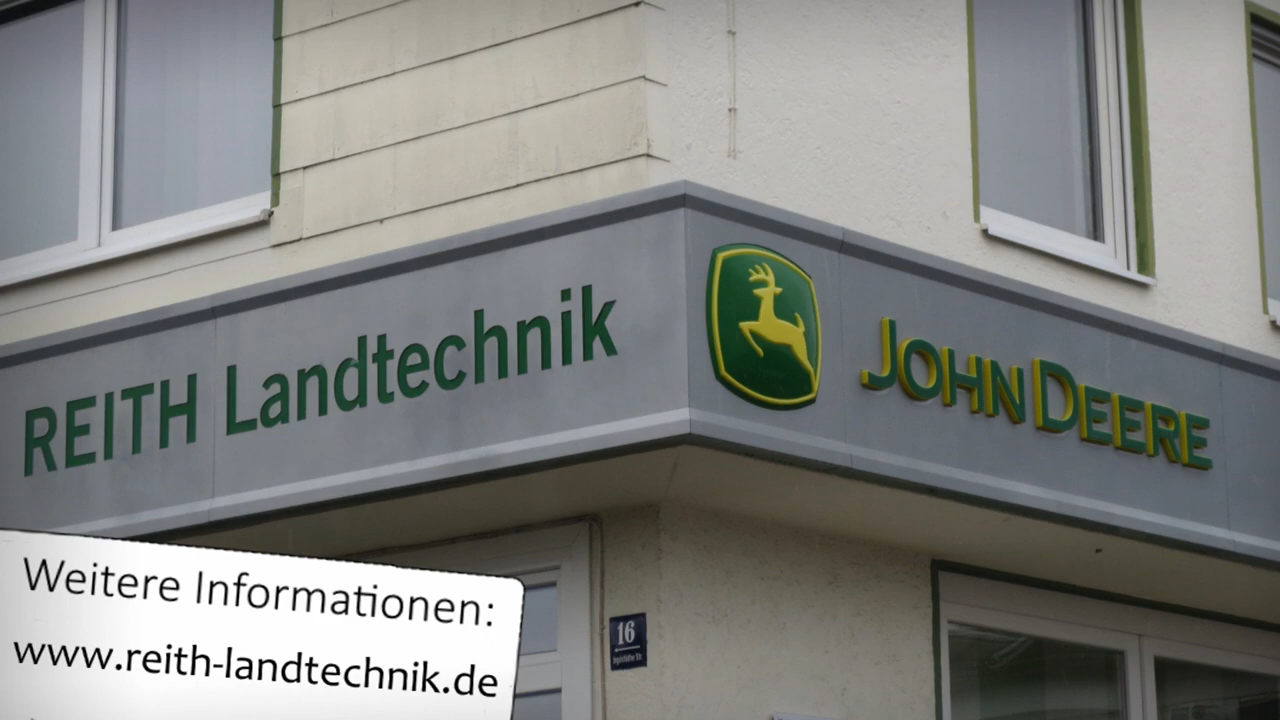 REITH Landtechnik
JOHN DEERE
Weitere Informationen:
www.reith-landtechnik.de
16